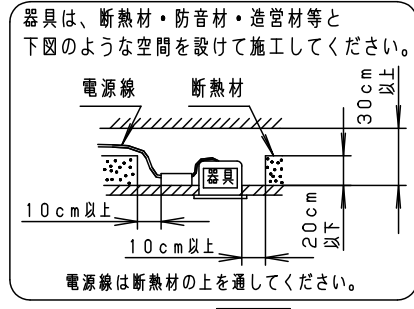 器具は、断熱材・防音材・造営材等と
下図のような空間を設けて施工してください。
電源線
断熱材
30cm以上
器具
10cm以上
10cm以上
20cm以下
電源線は断熱材の上を通してください。